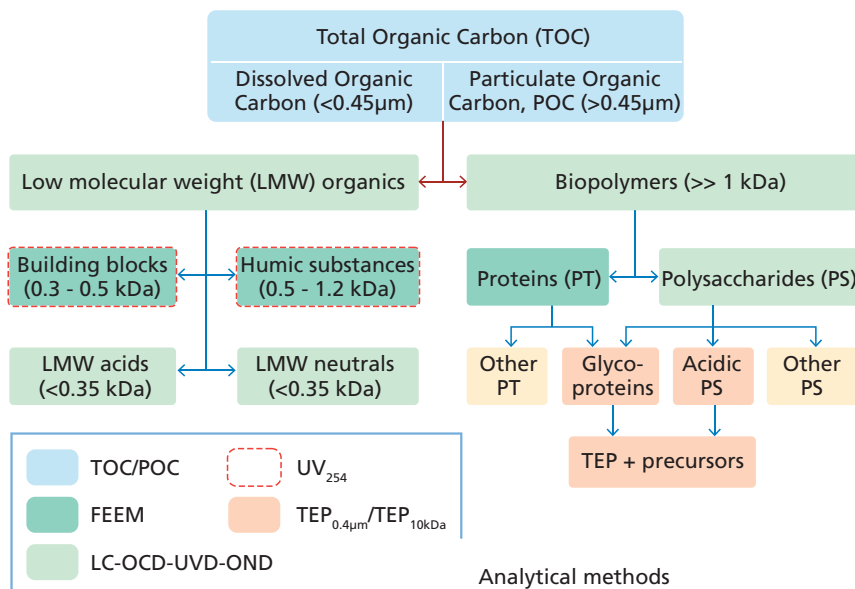 Total Organic Carbon (TOC)
Dissolved Organic
Carbon (<0.45µm)
Particulate Organic
Carbon, POC (>0.45µm)
Low molecular weight (LMW) organics
Biopolymers (>> 1 kDa)
Building blocks
(0.3 - 0.5 kDa)
Humic substances
(0.5 - 1.2 kDa)
Proteins (PT)
Polysaccharides (PS)
LMW acids
(<0.35 kDa)
LMW neutrals
(<0.35 kDa)
Other
PT
Glyco-
proteins
Acidic
PS
Other
PS
TEP + precursors
TOC/POC
UV254
FEEM
TEP0.4µm/TEP10kDa
LC-OCD-UVD-OND
Analytical methods